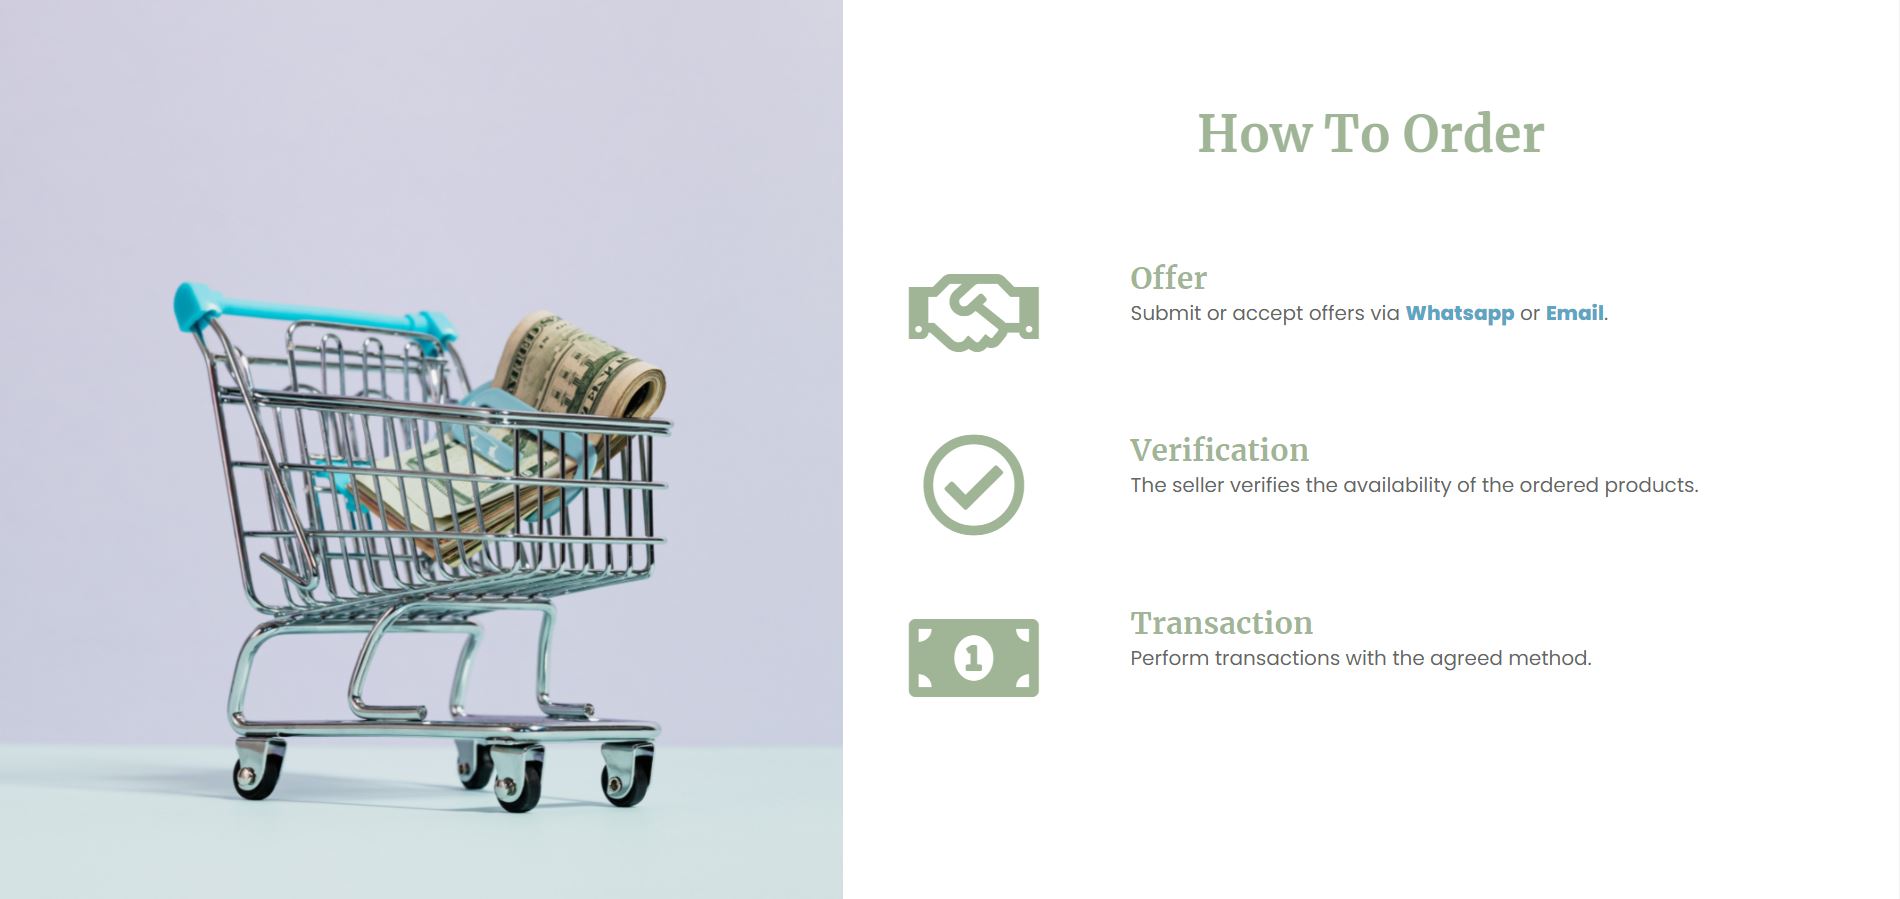 How To Order
Offer
Submit or accept offers via Whatsapp or Email.
Verification
The seller verifies the availability of the ordered products.
1
Transaction
Perform transactions with the agreed method.